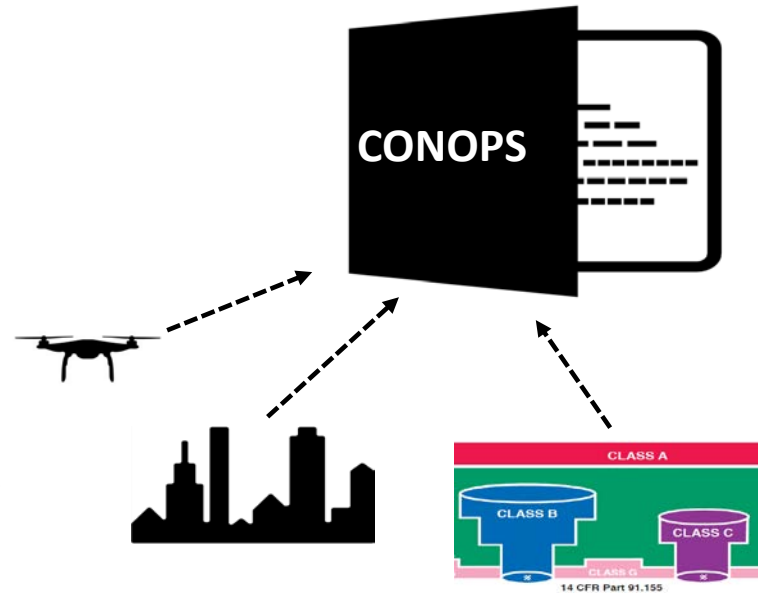 CONOPS
CLASS A
CLASS B
CLASS C
CLASS G
14 CFR Part 91.155